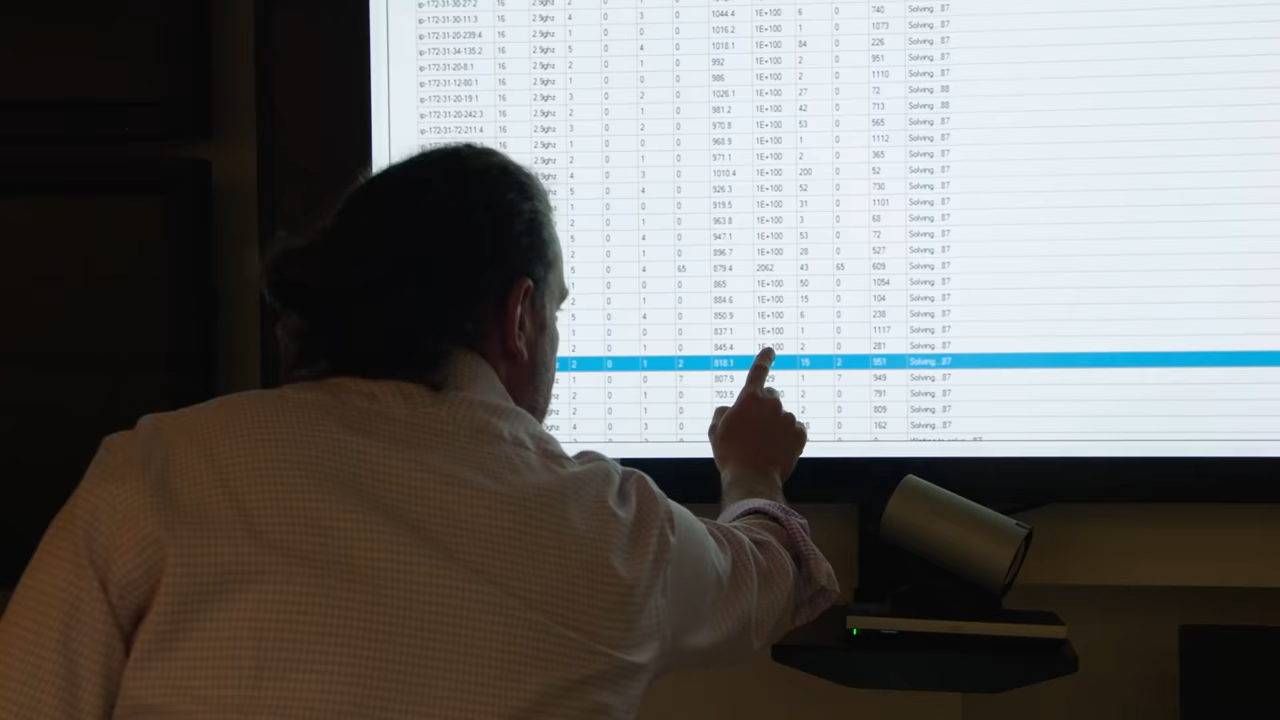 ip-172-31-30-27:2 16 2.9ghz 2 0 1 0 1E+100 0 740 Solving...87
ip-172-31-30-11:3 16 2.9ghz 4 0 3 0 1044.4 1E+100 6 0 1073 Solving...87
ip-172-31-20-239:4 16 2.9ghz 1 0 0 0 1016.2 1E+100 1 0 226 Solving...87
ip-172-31-34-135:2 16 2.9ghz 5 0 4 0 1018.1 1E+100 84 0 951 Solving...87
ip-172-31-20-8:1 16 2.9ghz 2 0 1 0 992 1E+100 2 0 1110 Solving...87
ip-172-31-12-80:1 16 2.9ghz 1 0 0 0 986 1E+100 2 0 72 Solving...88
ip-172-31-20-19:1 16 2.9ghz 3 0 2 0 1026.1 1E+100 27 0 713 Solving...88
ip-172-31-20-242:3 16 2.9ghz 2 0 1 0 981.2 1E+100 42 0 565 Solving...87
ip-172-31-72-211:4 16 2.9ghz 3 0 2 0 970.9 1E+100 53 0 1112 Solving...87
16 2.9ghz 1 0 0 0 968.9 1E+100 1 0 365 Solving...87
2.9ghz 2 0 1 0 971.1 1E+100 2 0 52 Solving...87
9ghz 4 0 3 0 1010.4 1E+100 200 0 730 Solving...87
5 0 4 0 926.3 1E+100 52 0 1101 Solving...87
1 0 0 0 919.5 1E+100 31 0 68 Solving...87
2 0 1 0 963.8 1E+100 3 0 72 Solving...87
5 0 4 0 947.1 1E+100 53 0 527 Solving...87
2 0 1 0 896.7 1E+100 28 0 609 Solving...87
5 0 4 65 879.4 2062 43 65 1054 Solving...87
1 0 0 0 865 1E+100 50 0 104 Solving...87
2 0 1 0 884.6 1E+100 15 0 238 Solving...87
5 0 4 0 850.9 1E+100 6 0 1117 Solving...87
1 0 0 0 837.1 1E+100 1 0 281 Solving...87
2 0 1 0 845.4 1E+100 2 0 951 Solving...87
2 0 1 2 818.1 15 2 949 Solving...87
1 0 0 7 807.9 1 7 791 Solving...87
2 0 1 0 703.5 2 0 809 Solving...87
2 0 1 0 2 0 162 Solving...87
ghz 4 0 3 0 0